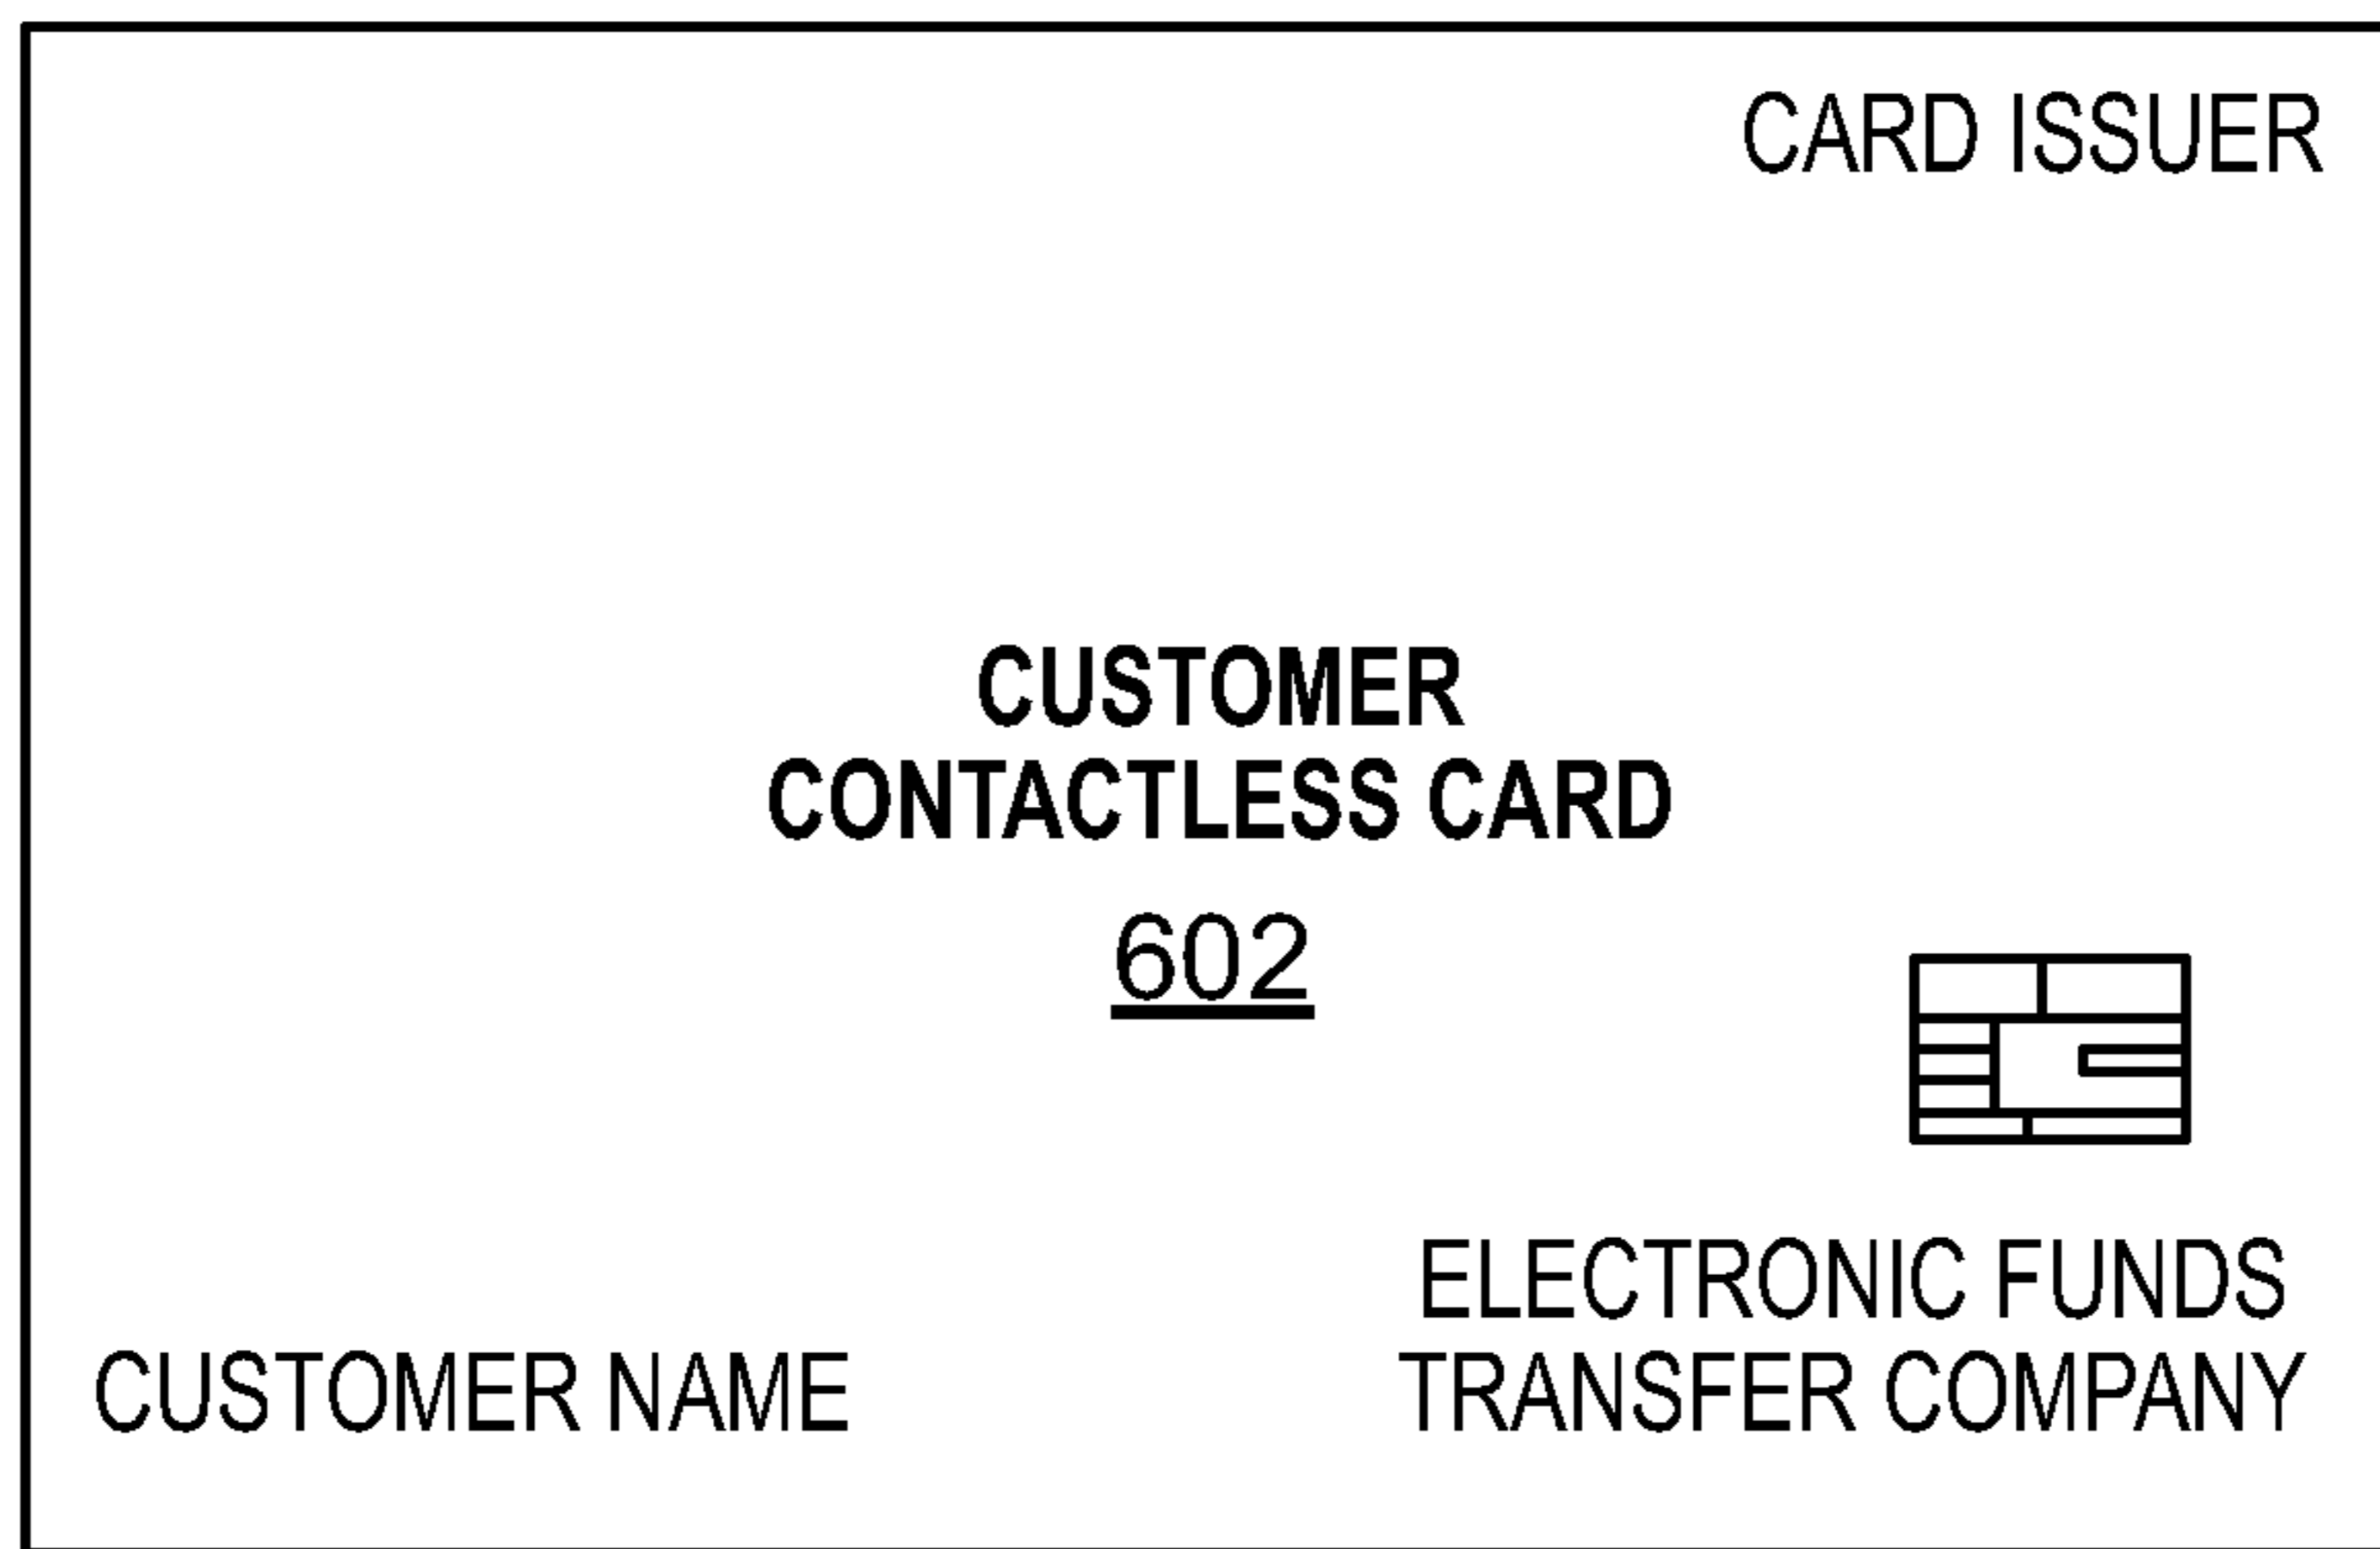 CARD ISSUER
CUSTOMER
CONTACTLESS CARD
602
CUSTOMER NAME
ELECTRONIC FUNDS
TRANSFER COMPANY